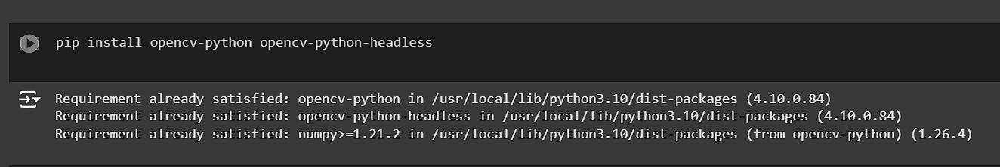 pip install opencv-python opencv-python-headless
Requirement already satisfied: opencv-python in /usr/local/lib/python3.10/dist-packages (4.10.0.84)
Requirement already satisfied: opencv-python-headless in /usr/local/lib/python3.10/dist-packages (4.10.0.84)
Requirement already satisfied: numpy>=1.21.2 in /usr/local/lib/python3.10/dist-packages (from opencv-python) (1.26.4)